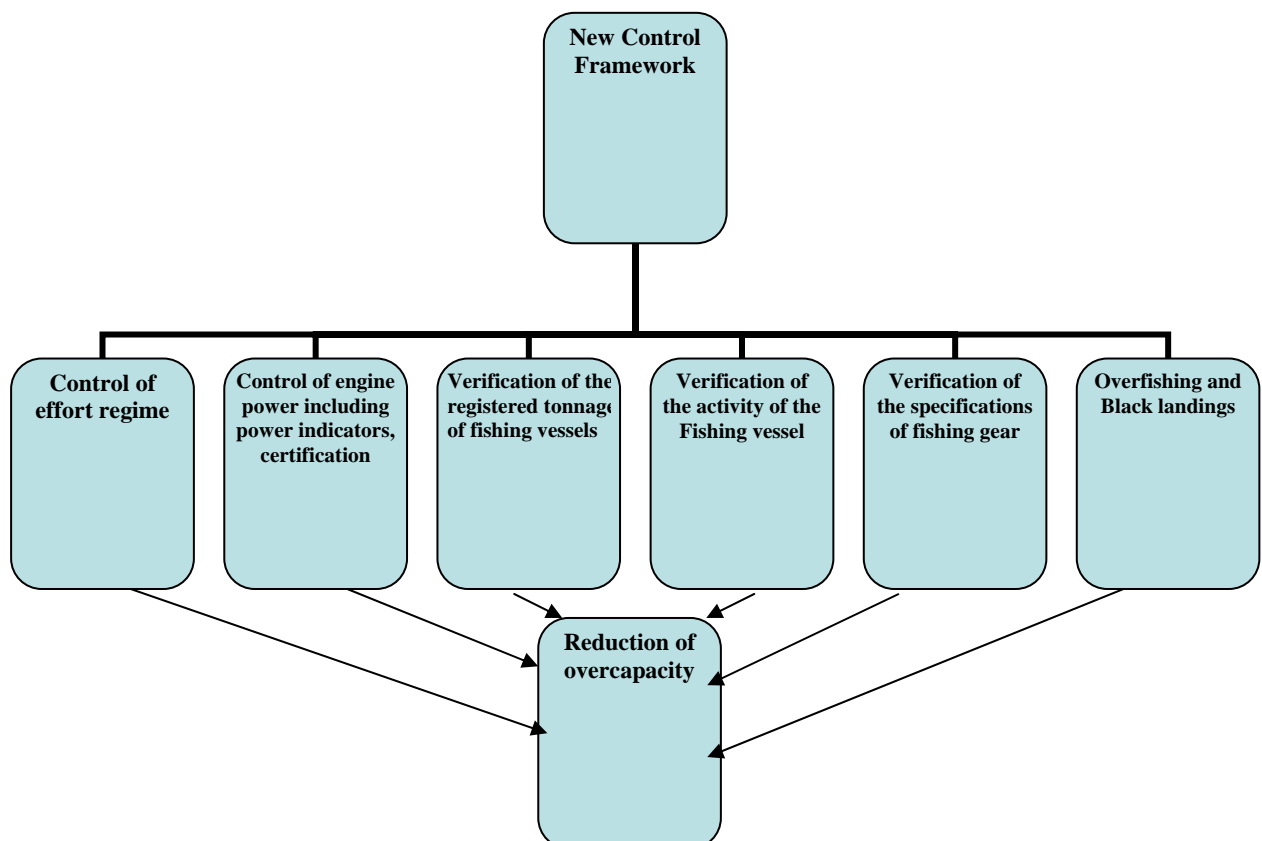 New Control
Framework
Control of
effort regime
Control of engine
power including
power indicators,
certification
Verification of the
registered tonnage
of fishing vessels
Verification of
the activity of the
Fishing vessel
Verification of
the specifications
of fishing gear
Overfishing and
Black landings
Reduction of
overcapacity